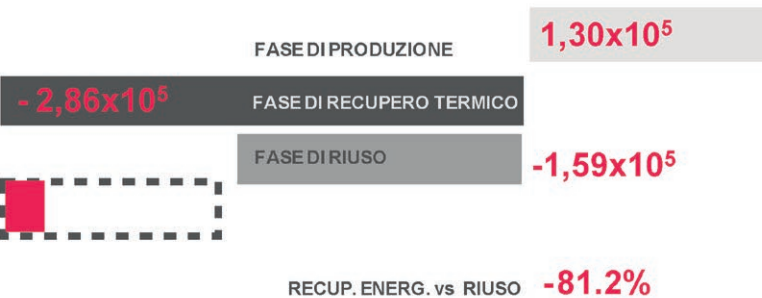 FASE DI PRODUZIONE 1,30x10⁵
- 2,86x10⁵ FASE DI RECUPERO TERMICO
FASE DI RIUSO -1,59x10⁵
RECUP. ENERG. vs RIUSO -81.2%